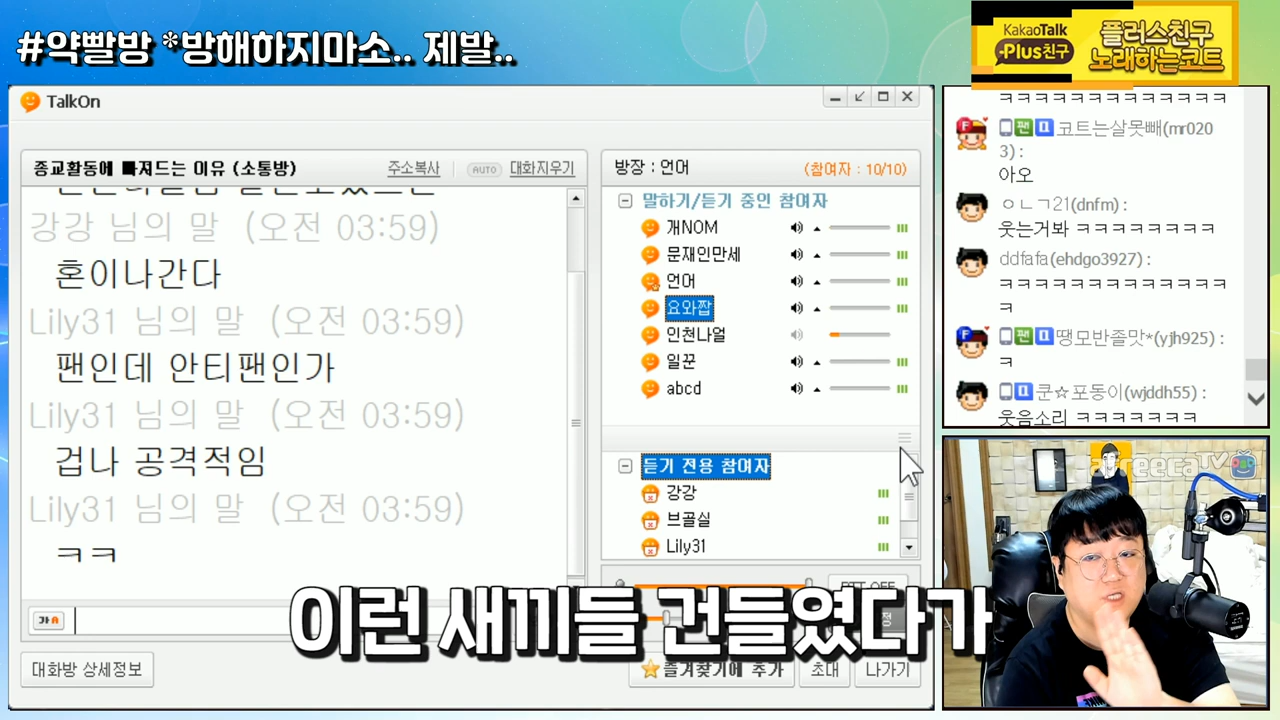 #약빨방 *방해하지마소.. 제발..
KakaoTalk
Plus친구
플러스친구
노래하는코트
TalkOn
종교활동에 빠져드는 이유 (소통방)
주소복사
AUTO
대화지우기
강강 님의 말 (오전 03:59)
혼이나간다
Lily31 님의 말 (오전 03:59)
팬인데 안티팬인가
Lily31 님의 말 (오전 03:59)
겁나 공격적임
Lily31 님의 말 (오전 03:59)
ㅋㅋ
가A
대화방 상세정보
방장 : 언어
(참여자 : 10/10)
말하기/듣기 중인 참여자
개NOM
문재인만세
언어
요와짭
인천나얼
일꾼
abcd
듣기 전용 참여자
강강
브골실
Lily31
PTT OFF
즐겨찾기에 추가
초대
나가기
이런 새끼들 건들였다가
ㅋㅋㅋㅋㅋㅋㅋㅋㅋㅋㅋㅋㅋ
F 팬 코트는살못빼(mr020
3) :
아오
ㅇㄴㄱ21(dnfm) :
웃는거봐 ㅋㅋㅋㅋㅋㅋㅋㅋ
ddfafa(ehdgo3927) :
ㅋㅋㅋㅋㅋㅋㅋㅋㅋㅋㅋㅋㅋ
ㅋ
F 팬 땡모반졸맛*(yjh925) :
ㅋ
쿤☆포동이(wjddh55) :
웃음소리 ㅋㅋㅋㅋㅋㅋㅋ
afreecaTV